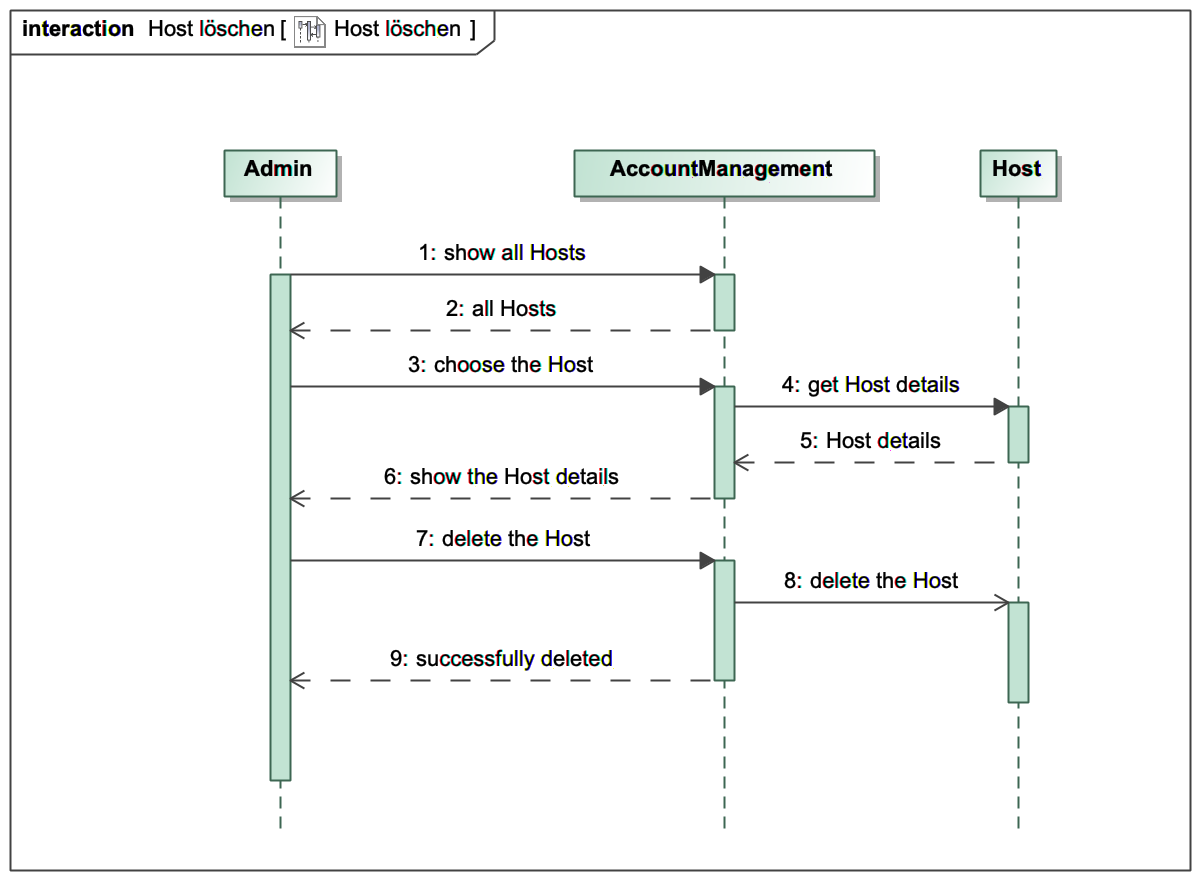 interaction Host löschen [ Host löschen ]
Admin
AccountManagement
Host
1: show all Hosts
2: all Hosts
3: choose the Host
4: get Host details
5: Host details
6: show the Host details
7: delete the Host
8: delete the Host
9: successfully deleted